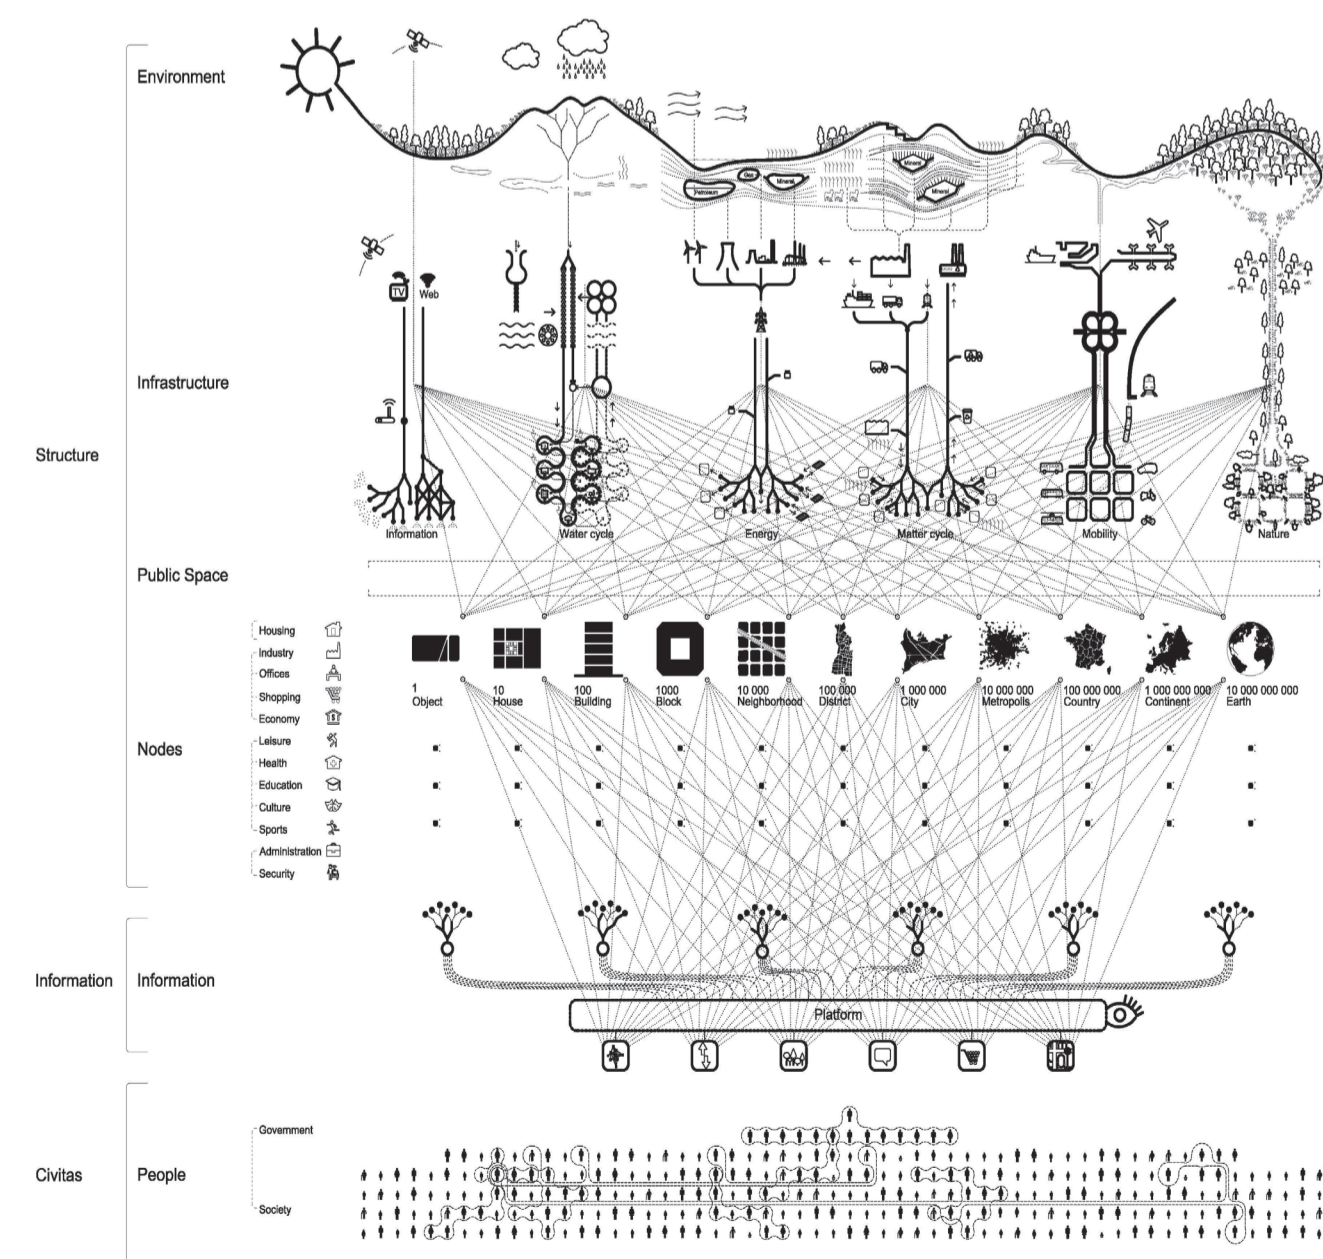 Environment
Petroleum
Gas
Mineral
Mineral
Mineral
TV
Web
Infrastructure
Structure
Information
Water cycle
Energy
Matter cycle
Mobility
Nature
Public Space
Housing
Industry
Offices
Shopping
Economy
Leisure
Health
Education
Culture
Sports
Administration
Security
Nodes
1
Object
10
House
100
Building
1000
Block
10 000
Neighborhood
100 000
District
1 000 000
City
10 000 000
Metropolis
100 000 000
Country
1 000 000 000
Continent
10 000 000 000
Earth
Information
Information
Platform
Government
Civitas
People
Society